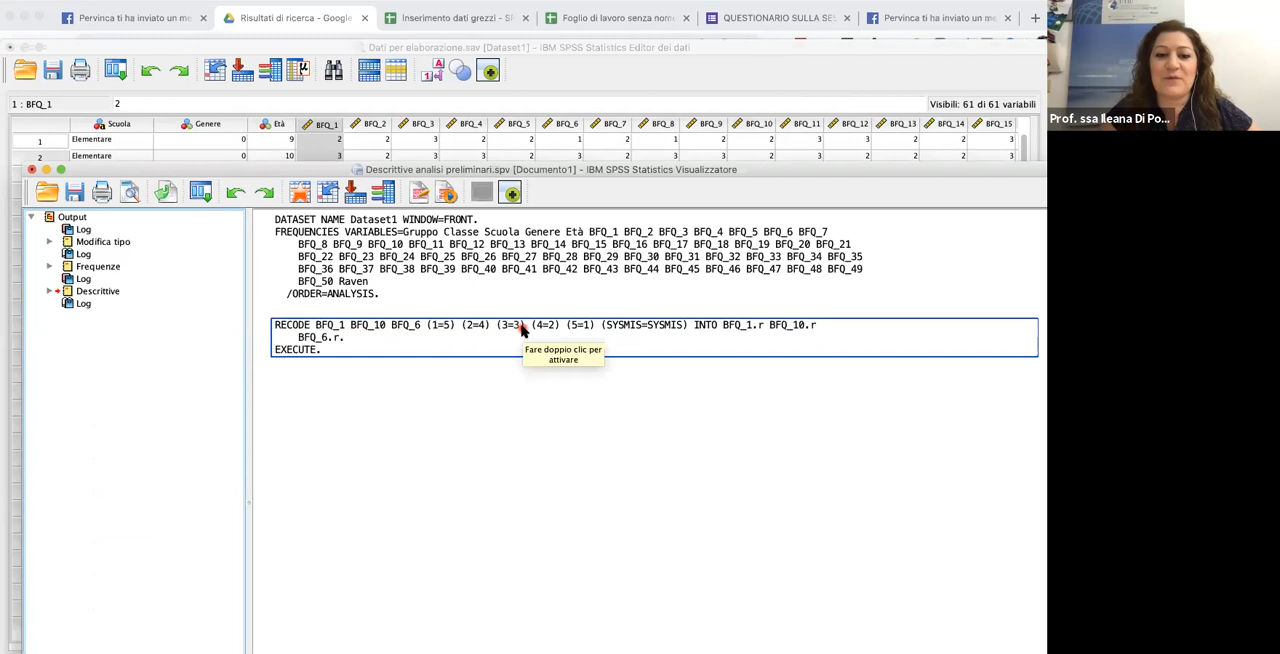 Pervinca ti ha inviato un me
Risultati di ricerca - Google
Inserimento dati grezzi - SP
Foglio di lavoro senza nome
QUESTIONARIO SULLA SES
Pervinca ti ha inviato un me
Dati per elaborazione.sav [Dataset1] - IBM SPSS Statistics Editor dei dati
1 : BFQ_1 2 Visibili: 61 di 61 variabili
Scuola Genere Età BFQ_1 BFQ_2 BFQ_3 BFQ_4 BFQ_5 BFQ_6 BFQ_7 BFQ_8 BFQ_9 BFQ_10 BFQ_11 BFQ_12 BFQ_13 BFQ_14 BFQ_15
1 Elementare 0 9 2 2 3 2 2 1 2 1 2 2 3 3 2 2 3
2 Elementare 0 10 3 2 3 2 3 2 3 2 3 2 2 3 2 3 3
Prof. ssa Ileana Di Po...
Descrittive analisi preliminari.spv [Documento1] - IBM SPSS Statistics Visualizzatore
Output
Log
Modifica tipo
Log
Frequenze
Log
Descrittive
Log
DATASET NAME Dataset1 WINDOW=FRONT.
FREQUENCIES VARIABLES=Gruppo Classe Scuola Genere Età BFQ_1 BFQ_2 BFQ_3 BFQ_4 BFQ_5 BFQ_6 BFQ_7
BFQ_8 BFQ_9 BFQ_10 BFQ_11 BFQ_12 BFQ_13 BFQ_14 BFQ_15 BFQ_16 BFQ_17 BFQ_18 BFQ_19 BFQ_20 BFQ_21
BFQ_22 BFQ_23 BFQ_24 BFQ_25 BFQ_26 BFQ_27 BFQ_28 BFQ_29 BFQ_30 BFQ_31 BFQ_32 BFQ_33 BFQ_34 BFQ_35
BFQ_36 BFQ_37 BFQ_38 BFQ_39 BFQ_40 BFQ_41 BFQ_42 BFQ_43 BFQ_44 BFQ_45 BFQ_46 BFQ_47 BFQ_48 BFQ_49
BFQ_50 Raven
/ORDER=ANALYSIS.
RECODE BFQ_1 BFQ_10 BFQ_6 (1=5) (2=4) (3=3) (4=2) (5=1) (SYSMIS=SYSMIS) INTO BFQ_1.r BFQ_10.r
BFQ_6.r.
EXECUTE.
Fare doppio clic per
attivare